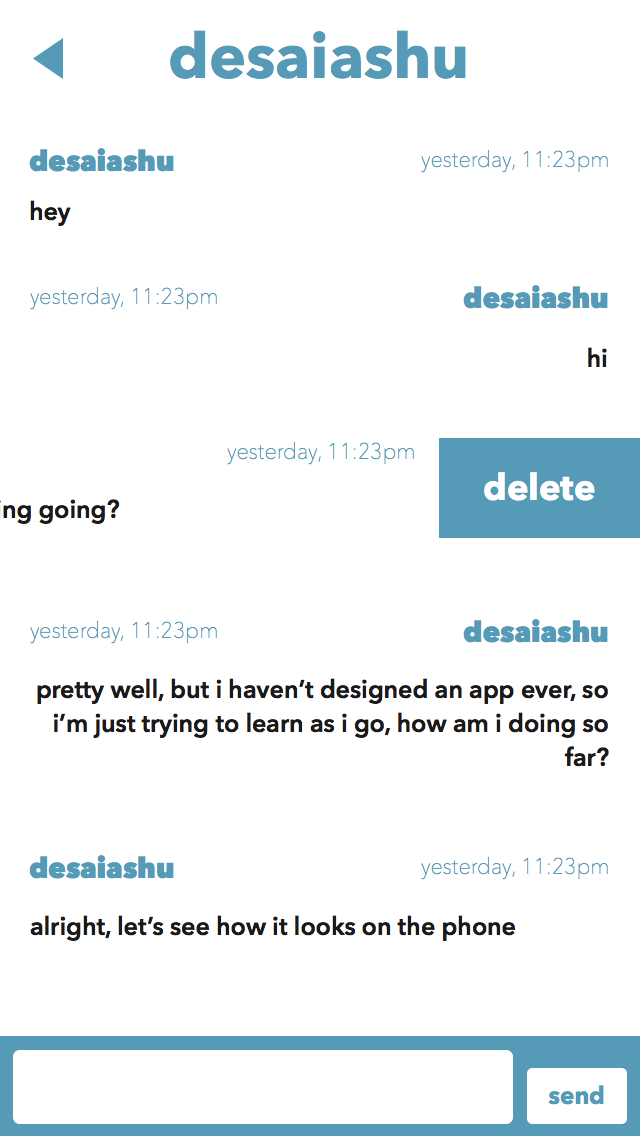 desaiashu
desaiashu yesterday, 11:23pm
hey
yesterday, 11:23pm desaiashu
hi
yesterday, 11:23pm
delete
ing going?
yesterday, 11:23pm desaiashu
pretty well, but i haven’t designed an app ever, so
i’m just trying to learn as i go, how am i doing so
far?
desaiashu yesterday, 11:23pm
alright, let’s see how it looks on the phone
send